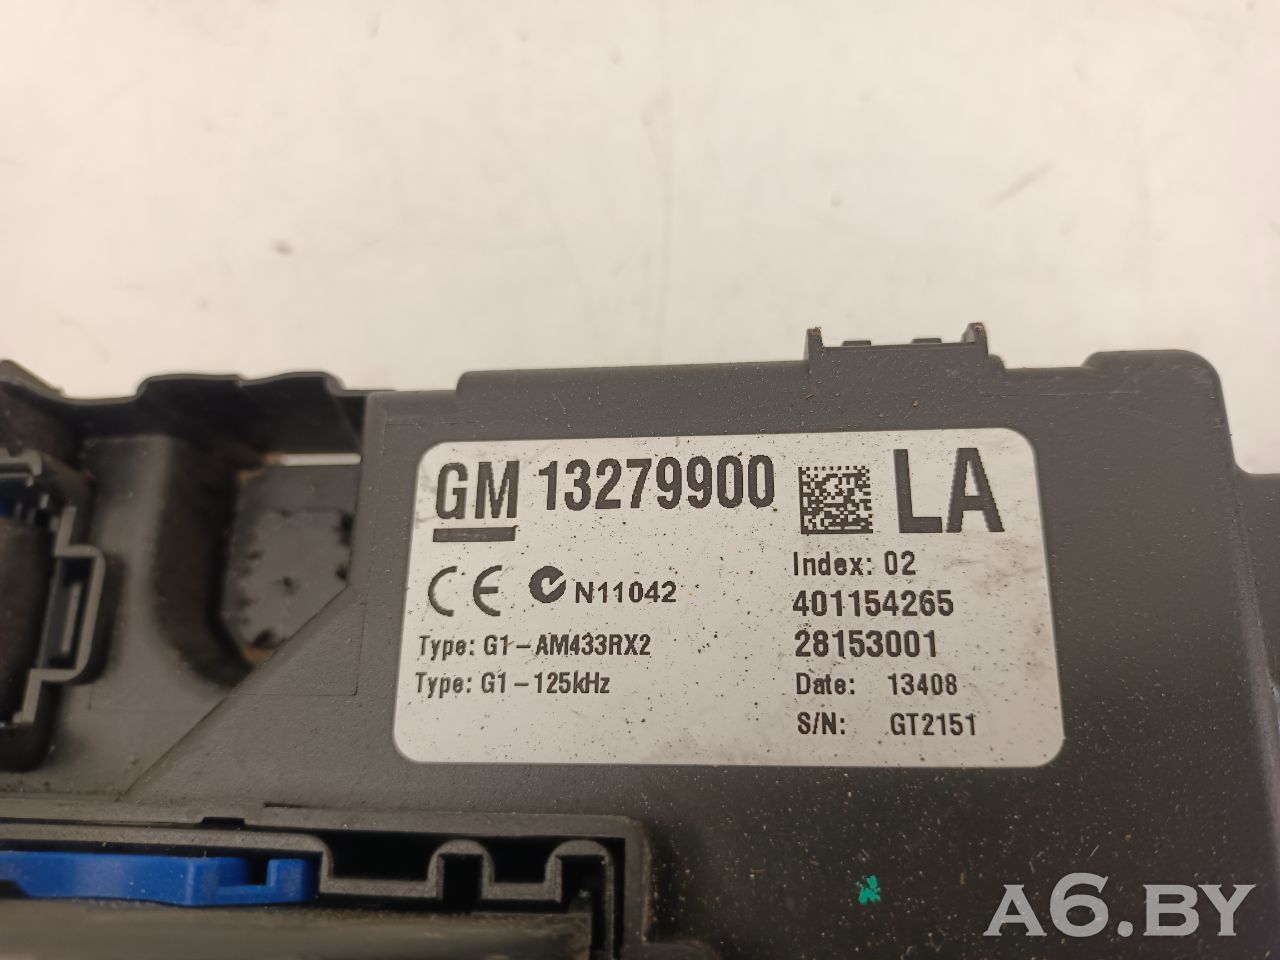 GM 13279900 LA
Index: 02
CE N11042
401154265
Type: G1-AM433RX2
28153001
Type: G1-125kHz
Date: 13408
S/N: GT2151
A6.BY